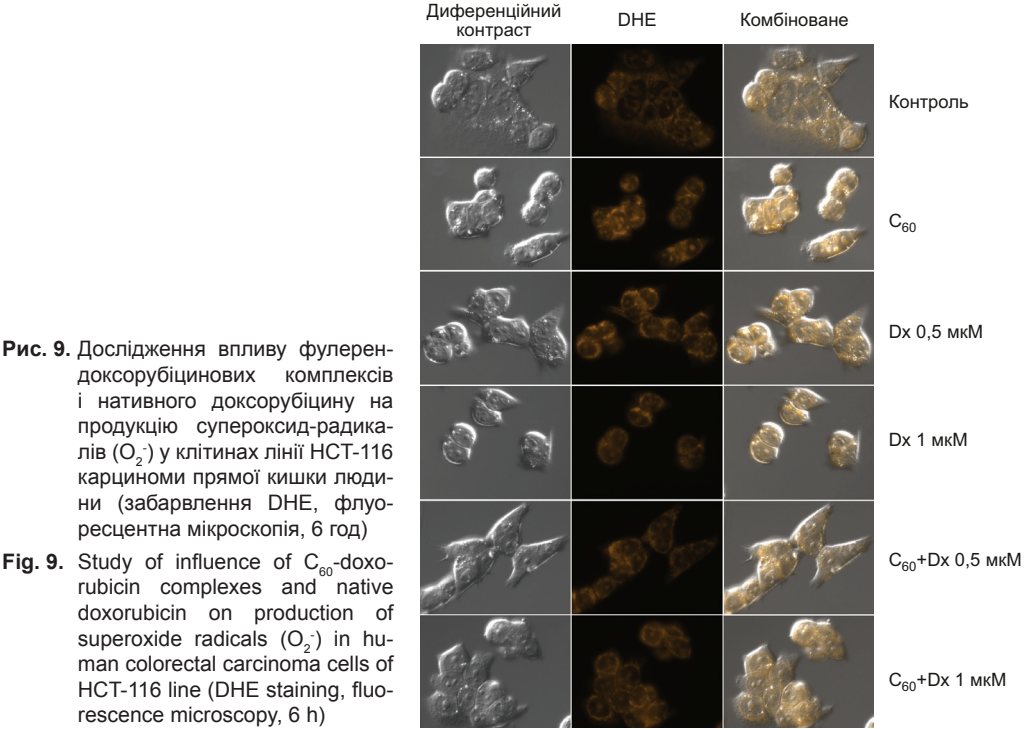 Диференційний
контраст
DHE
Комбіноване
Контроль
C₆₀
Dx 0,5 мкМ
Dx 1 мкМ
C₆₀+Dx 0,5 мкМ
C₆₀+Dx 1 мкМ
Рис. 9. Дослідження впливу фулерен-
доксорубіцинових комплексів
і нативного доксорубіцину на
продукцію супероксид-радика-
лів (O₂⁻) у клітинах лінії HCT-116
карциноми прямої кишки люди-
ни (забарвлення DHE, флуо-
ресцентна мікроскопія, 6 год)
Fig. 9. Study of influence of C₆₀-doxo-
rubicin complexes and native
doxorubicin on production of
superoxide radicals (O₂⁻) in hu-
man colorectal carcinoma cells of
HCT-116 line (DHE staining, fluo-
rescence microscopy, 6 h)